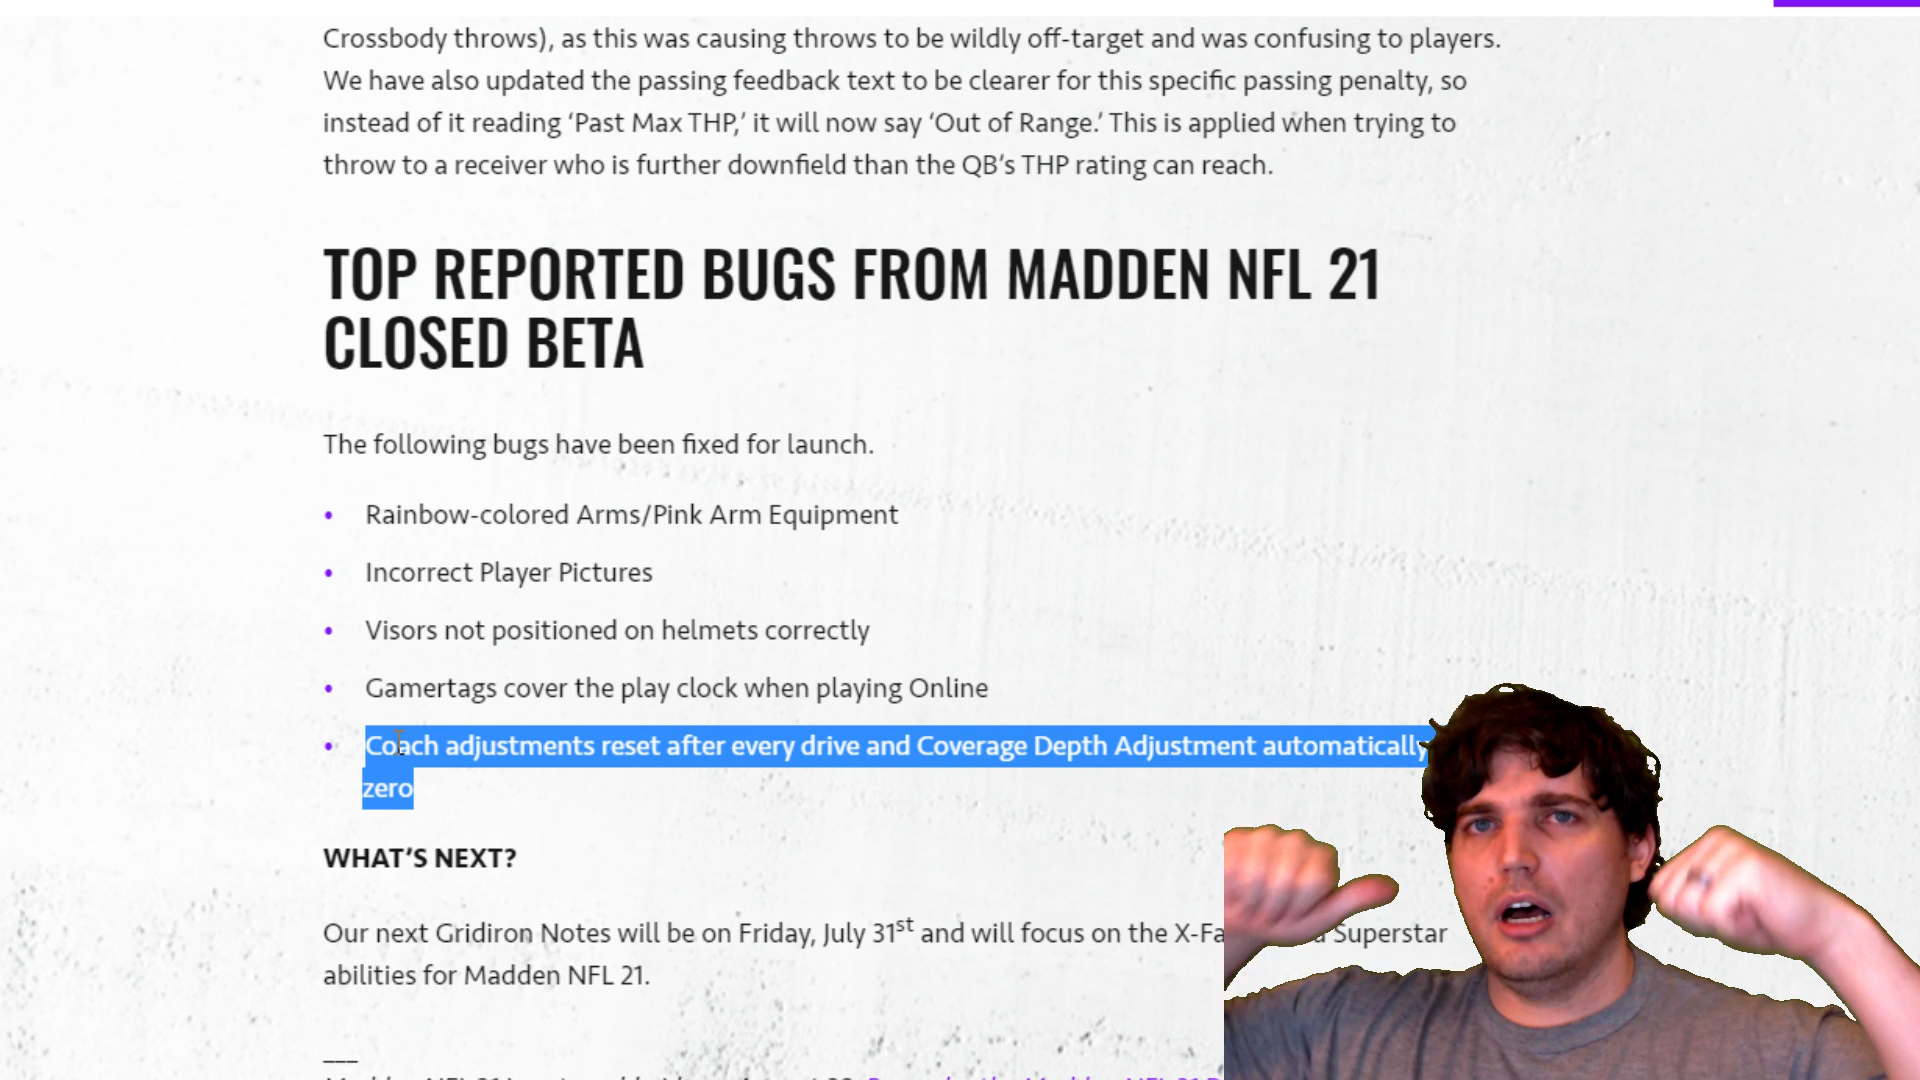 Crossbody throws), as this was causing throws to be wildly off-target and was confusing to players.
We have also updated the passing feedback text to be clearer for this specific passing penalty, so
instead of it reading ‘Past Max THP,’ it will now say ‘Out of Range.’ This is applied when trying to
throw to a receiver who is further downfield than the QB’s THP rating can reach.
TOP REPORTED BUGS FROM MADDEN NFL 21
CLOSED BETA
The following bugs have been fixed for launch.
• Rainbow-colored Arms/Pink Arm Equipment
• Incorrect Player Pictures
• Visors not positioned on helmets correctly
• Gamertags cover the play clock when playing Online
• Coach adjustments reset after every drive and Coverage Depth Adjustment automatically
zero
WHAT’S NEXT?
Our next Gridiron Notes will be on Friday, July 31st and will focus on the Superstar
abilities for Madden NFL 21.